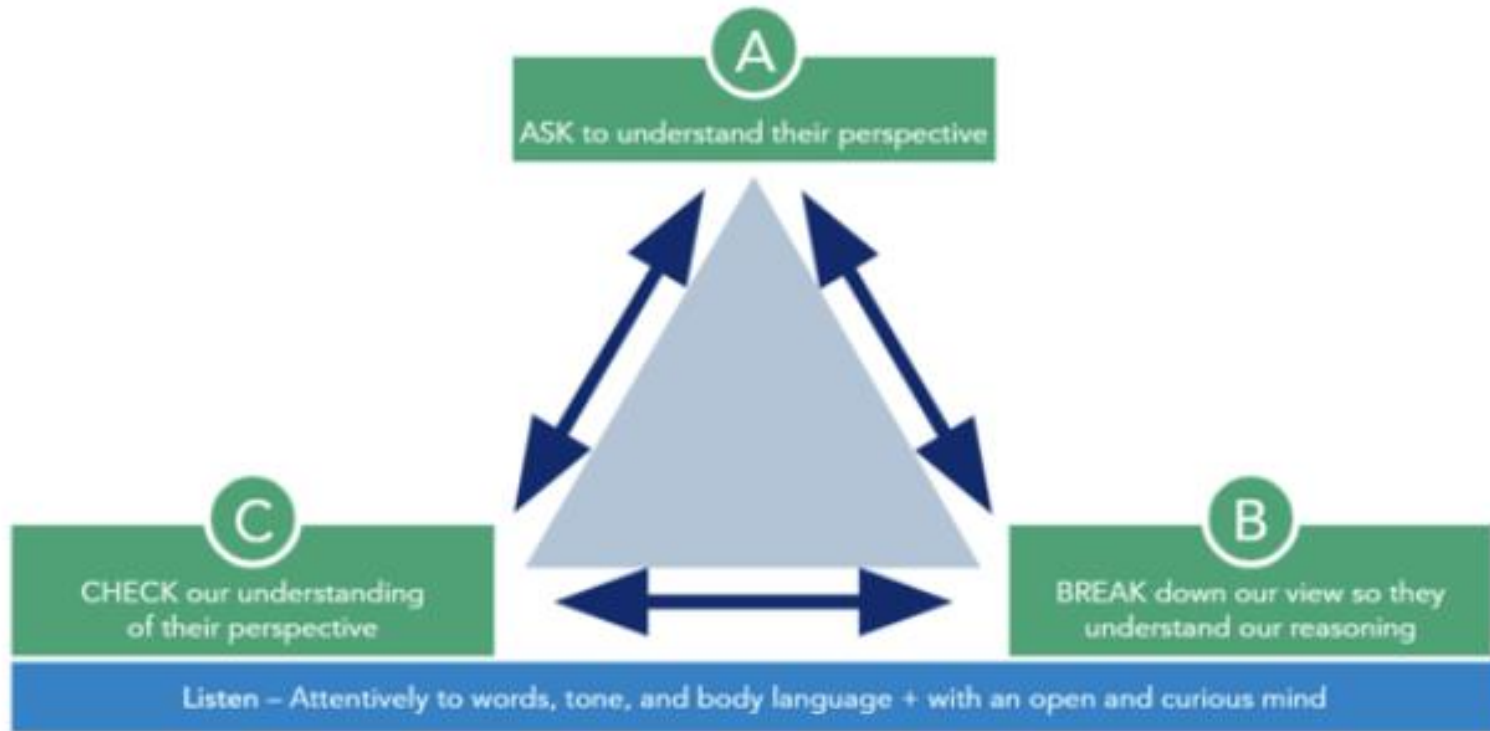 A
ASK to understand their perspective
C
CHECK our understanding
of their perspective
B
BREAK down our view so they
understand our reasoning
Listen – Attentively to words, tone, and body language + with an open and curious mind